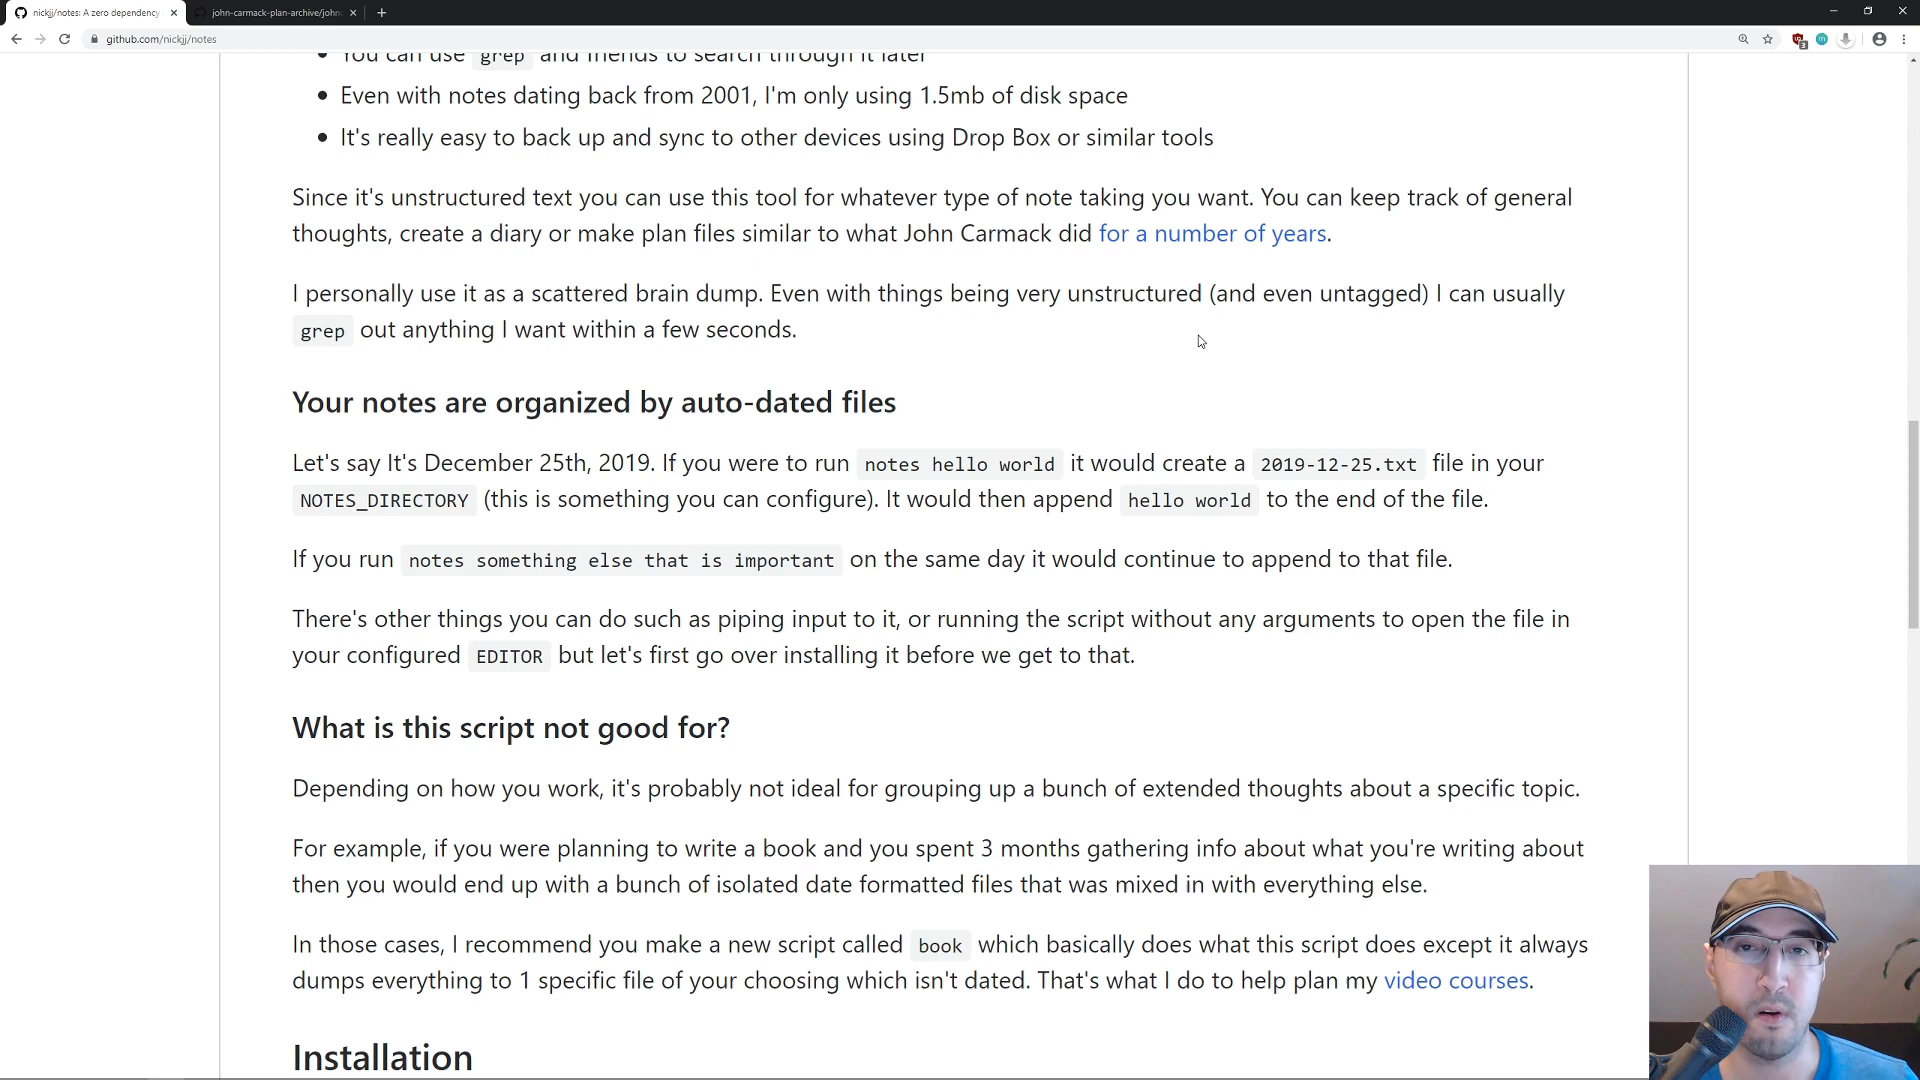 nickjj/notes: A zero dependency
john-carmack-plan-archive/john
github.com/nickjj/notes
You can use grep and friends to search through it later
Even with notes dating back from 2001, I'm only using 1.5mb of disk space
It's really easy to back up and sync to other devices using Drop Box or similar tools
Since it's unstructured text you can use this tool for whatever type of note taking you want. You can keep track of general
thoughts, create a diary or make plan files similar to what John Carmack did for a number of years.
I personally use it as a scattered brain dump. Even with things being very unstructured (and even untagged) I can usually
grep out anything I want within a few seconds.
Your notes are organized by auto-dated files
Let's say It's December 25th, 2019. If you were to run notes hello world it would create a 2019-12-25.txt file in your
NOTES_DIRECTORY (this is something you can configure). It would then append hello world to the end of the file.
If you run notes something else that is important on the same day it would continue to append to that file.
There's other things you can do such as piping input to it, or running the script without any arguments to open the file in
your configured EDITOR but let's first go over installing it before we get to that.
What is this script not good for?
Depending on how you work, it's probably not ideal for grouping up a bunch of extended thoughts about a specific topic.
For example, if you were planning to write a book and you spent 3 months gathering info about what you're writing about
then you would end up with a bunch of isolated date formatted files that was mixed in with everything else.
In those cases, I recommend you make a new script called book which basically does what this script does except it always
dumps everything to 1 specific file of your choosing which isn't dated. That's what I do to help plan my video courses.
Installation